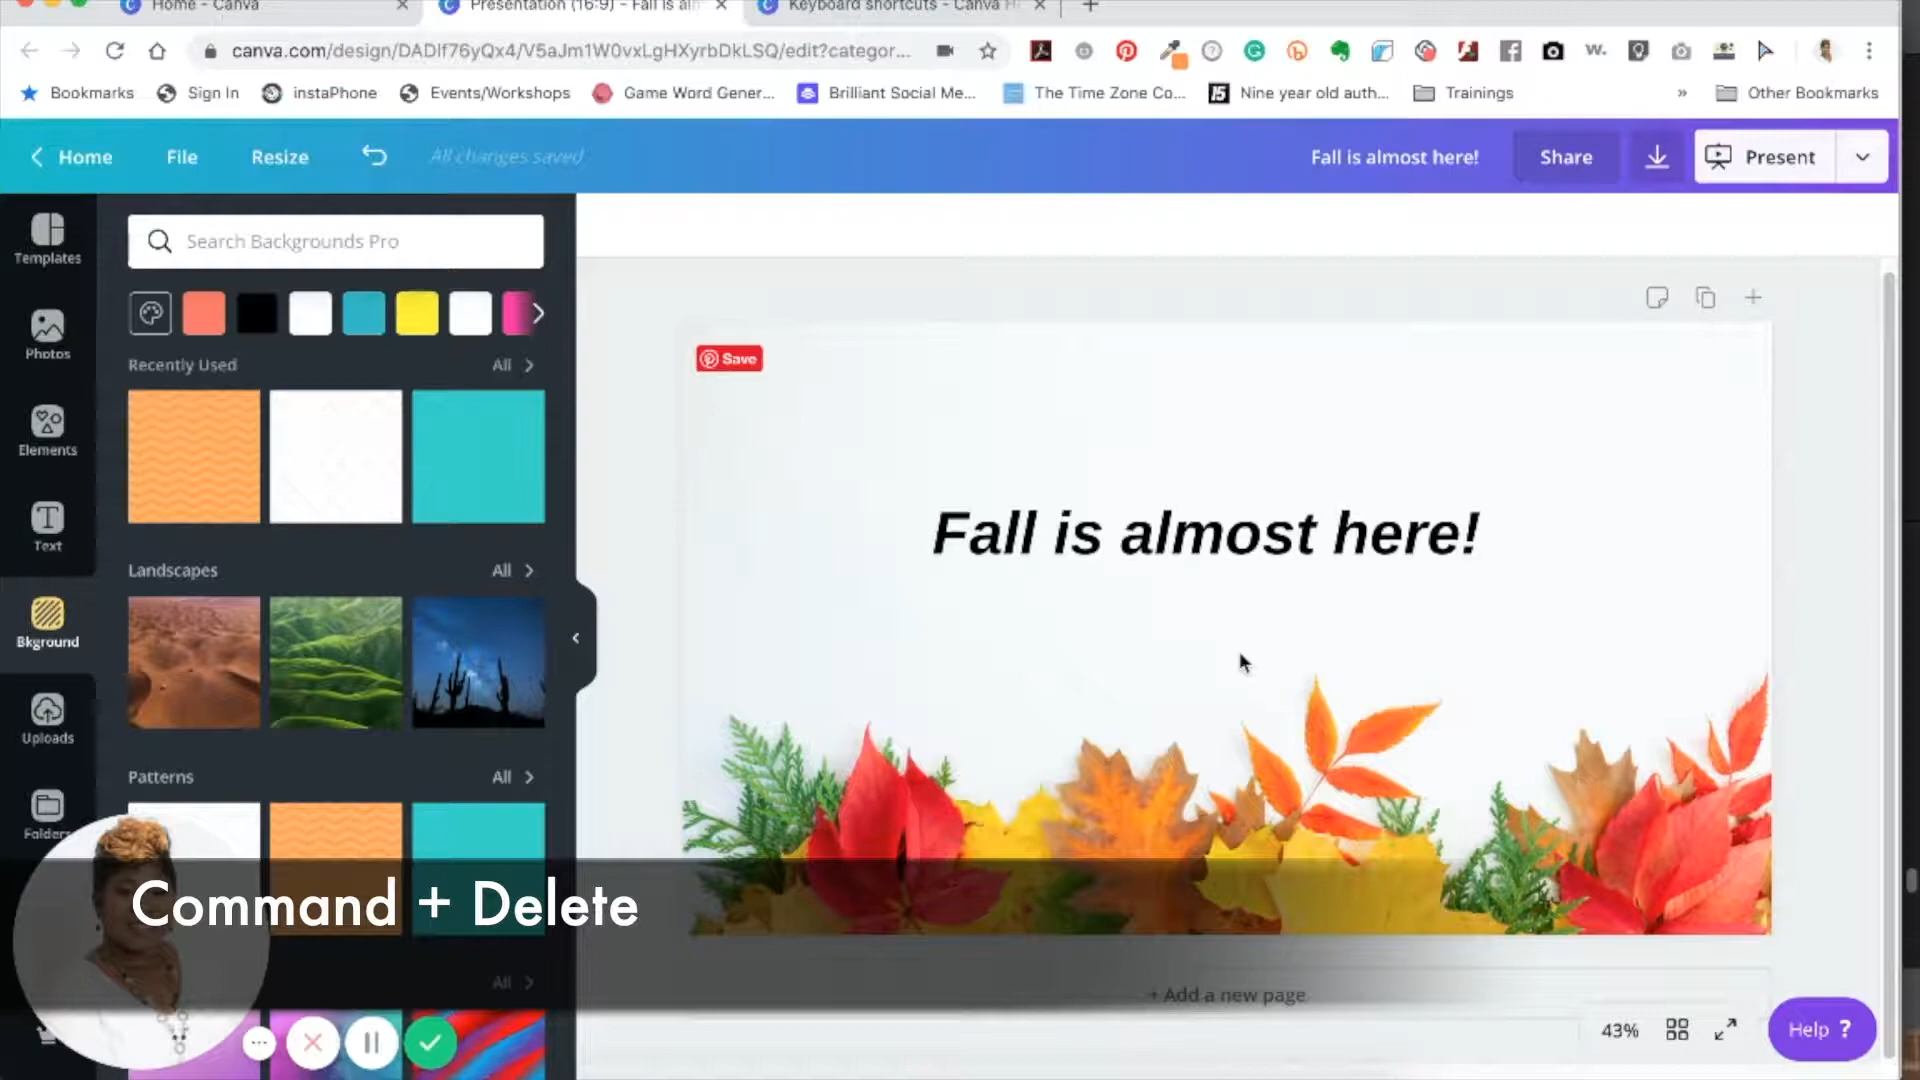 Home - Canva
Presentation (16:9) - Fall is al
Keyboard shortcuts - Canva H
canva.com/design/DADIf76yQx4/V5aJm1W0vxLgHXyrbDkLSQ/edit?categor...
Bookmarks
Sign In
instaPhone
Events/Workshops
Game Word Gener...
Brilliant Social Me...
The Time Zone Co...
Nine year old auth...
Trainings
»
Other Bookmarks
Home
File
Resize
All changes saved
Fall is almost here!
Share
Present
Templates
Photos
Elements
Text
Bkground
Uploads
Folders
Search Backgrounds Pro
Recently Used
All
Landscapes
All
Patterns
All
All
Save
Fall is almost here!
Command + Delete
+ Add a new page
43%
Help ?